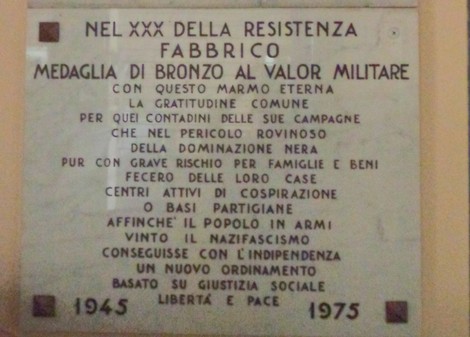 NEL XXX DELLA RESISTENZA
FABBRICO
MEDAGLIA DI BRONZO AL VALOR MILITARE
CON QUESTO MARMO ETERNA
LA GRATITUDINE COMUNE
PER QUEI CONTADINI DELLE SUE CAMPAGNE
CHE NEL PERICOLO ROVINOSO
DELLA DOMINAZIONE NERA
PUR CON GRAVE RISCHIO PER FAMIGLIE E BENI
FECERO DELLE LORO CASE
CENTRI ATTIVI DI COSPIRAZIONE
O BASI PARTIGIANE
AFFINCHE' IL POPOLO IN ARMI
VINTO IL NAZIFASCISMO
CONSEGUISSE CON L'INDIPENDENZA
UN NUOVO ORDINAMENTO
BASATO SU GIUSTIZIA SOCIALE
LIBERTA' E PACE
1945 1975